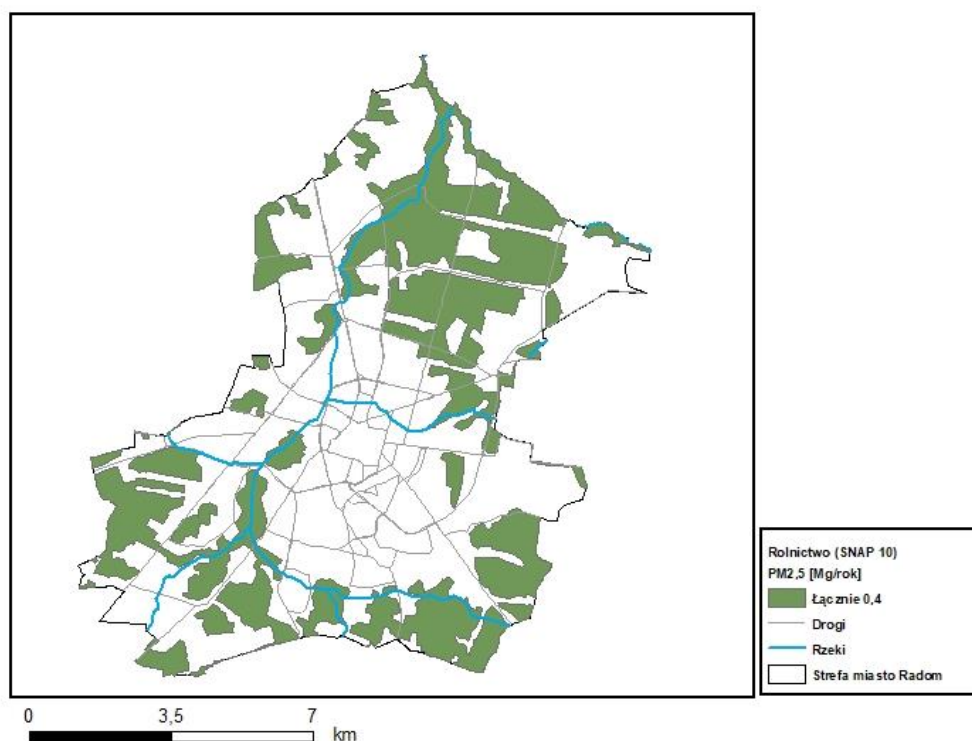 Rolnictwo (SNAP 10)
PM2,5 [Mg/rok]
Łącznie 0,4
Drogi
Rzeki
Strefa miasto Radom
0 3,5 7
km